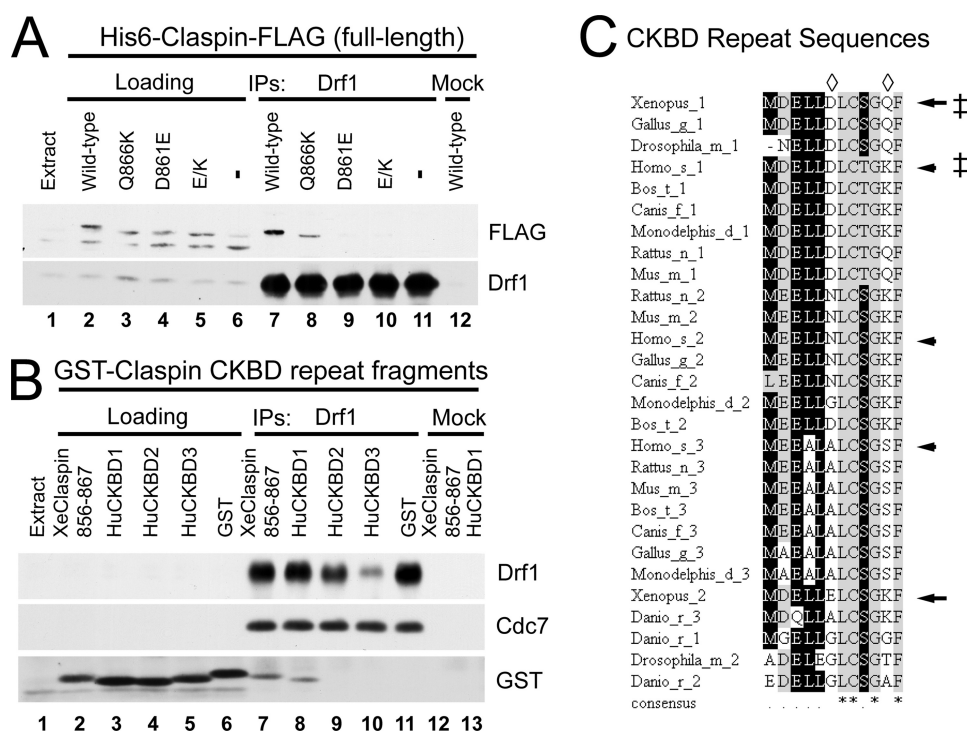 A
His6-Claspin-FLAG (full-length)
Loading IPs: Drf1 Mock
Extract Wild-type Q866K D861E E/K - Wild-type Q866K D861E E/K - Wild-type
FLAG
Drf1
1 2 3 4 5 6 7 8 9 10 11 12
B
GST-Claspin CKBD repeat fragments
Loading IPs: Drf1 Mock
Extract XeClaspin 856-867 HuCKBD1 HuCKBD2 HuCKBD3 GST XeClaspin 856-867 HuCKBD1 HuCKBD2 HuCKBD3 GST XeClaspin 856-867 HuCKBD1
Drf1
Cdc7
GST
1 2 3 4 5 6 7 8 9 10 11 12 13
C CKBD Repeat Sequences
◊ ◊
Xenopus_1 MDELLDLCSGQF ‡
Gallus_g_1 MDELLDLCSGQF
Drosophila_m_1 -NELLDLCSGQF
Homo_s_1 MDELLDLCTGKF ‡
Bos_t_1 MDELLDLCTGKF
Canis_f_1 MDELLDLCTGKF
Monodelphis_d_1 MDELLDLCTGKF
Rattus_n_1 MDELLDLCTGQF
Mus_m_1 MDELLDLCTGQF
Rattus_n_2 MEELLNLCSGKF
Mus_m_2 MEELLNLCSGKF
Homo_s_2 MEELLNLCSGKF
Gallus_g_2 MEELLNLCSGKF
Canis_f_2 LEELLNLCSGKF
Monodelphis_d_2 MEELLGLCSGKF
Bos_t_2 MEELLDLCSGKF
Homo_s_3 MEEALALCSGSF
Rattus_n_3 MEEALALCSGSF
Mus_m_3 MEEALALCSGSF
Bos_t_3 MEEALALCSGSF
Canis_f_3 MEEALALCSGSF
Gallus_g_3 MAEALALCSGSF
Monodelphis_d_3 MAEALALCSGSF
Xenopus_2 MDELLELCSGKF
Danio_r_3 MDQLLALCSGKF
Danio_r_1 MGELLGLCSGGF
Drosophila_m_2 ADELEGLCSGTF
Danio_r_2 EDELLGLCSGAF
consensus . . . . . . * * . * . *